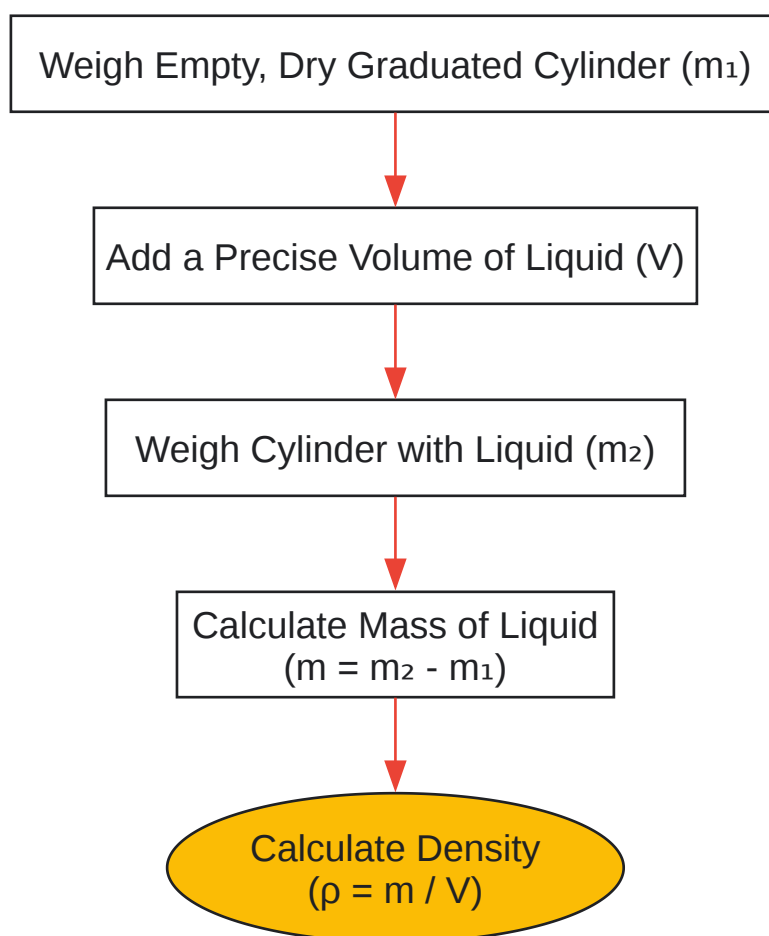 Weigh Empty, Dry Graduated Cylinder (m₁)
Add a Precise Volume of Liquid (V)
Weigh Cylinder with Liquid (m₂)
Calculate Mass of Liquid
(m = m₂ - m₁)
Calculate Density
(ρ = m / V)